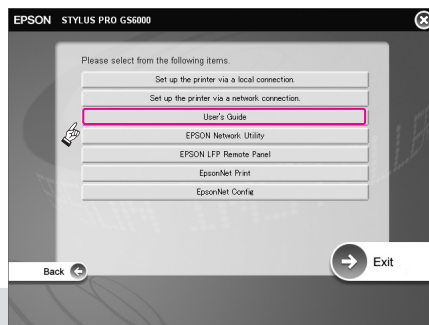 EPSON STYLUS PRO GS6000
Please select from the following items.
Set up the printer via a local connection.
Set up the printer via a network connection.
User's Guide
EPSON Network Utility
EPSON LFP Remote Panel
EpsonNet Print
EpsonNet Config
Exit
Back